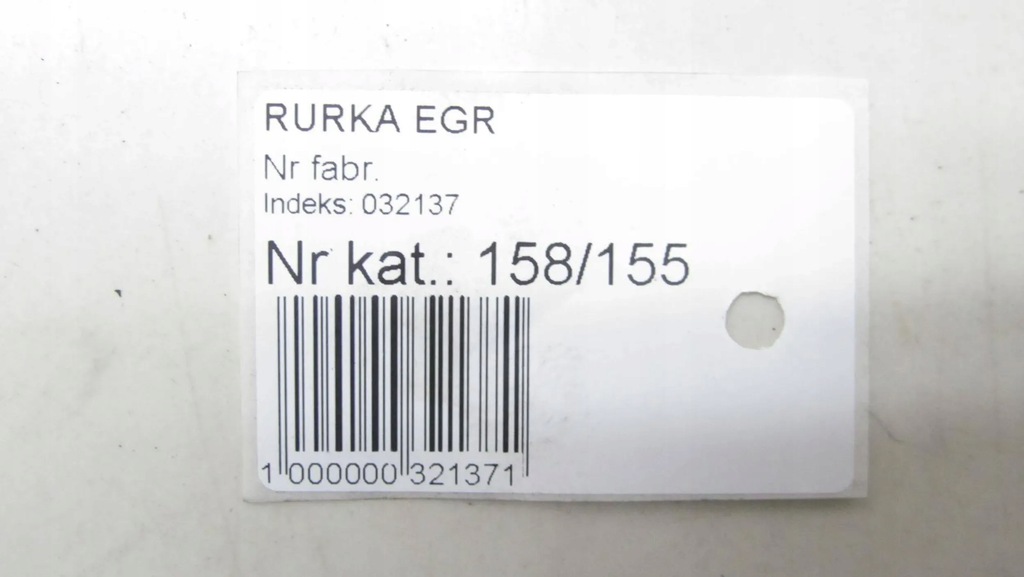 RURKA EGR
Nr fabr.
Indeks: 032137
Nr kat.: 158/155
1 000000 321371